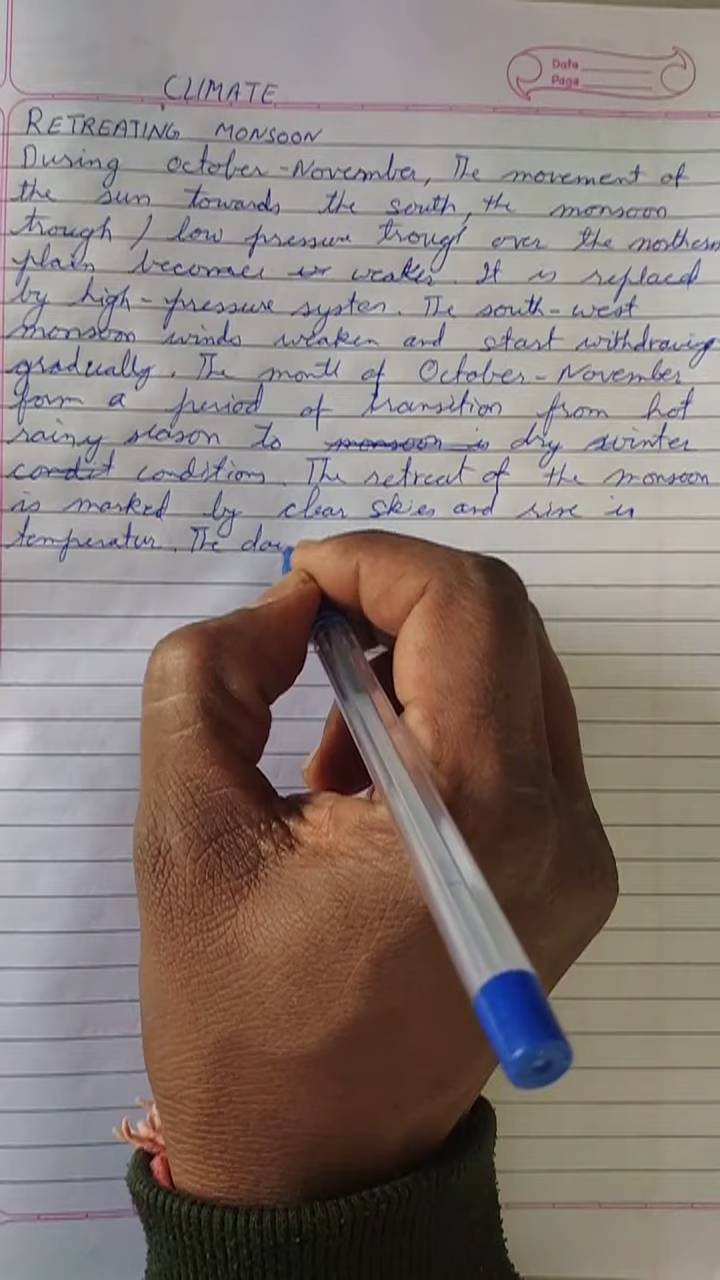 Date
Page
CLIMATE
RETREATING MONSOON
During October-November, The movement of
the sun towards the south, the monsoon
trough / low pressure trough over the northern
plain becomes weaker. It is replaced
by high-pressure system. The south-west
monsoon winds weaken and start withdrawing
gradually. The month of October-November
form a period of transition from hot
rainy season to monsoon is dry winter
condit conditions. The retreat of the monsoon
is marked by clear skies and rise in
temperatur. The day